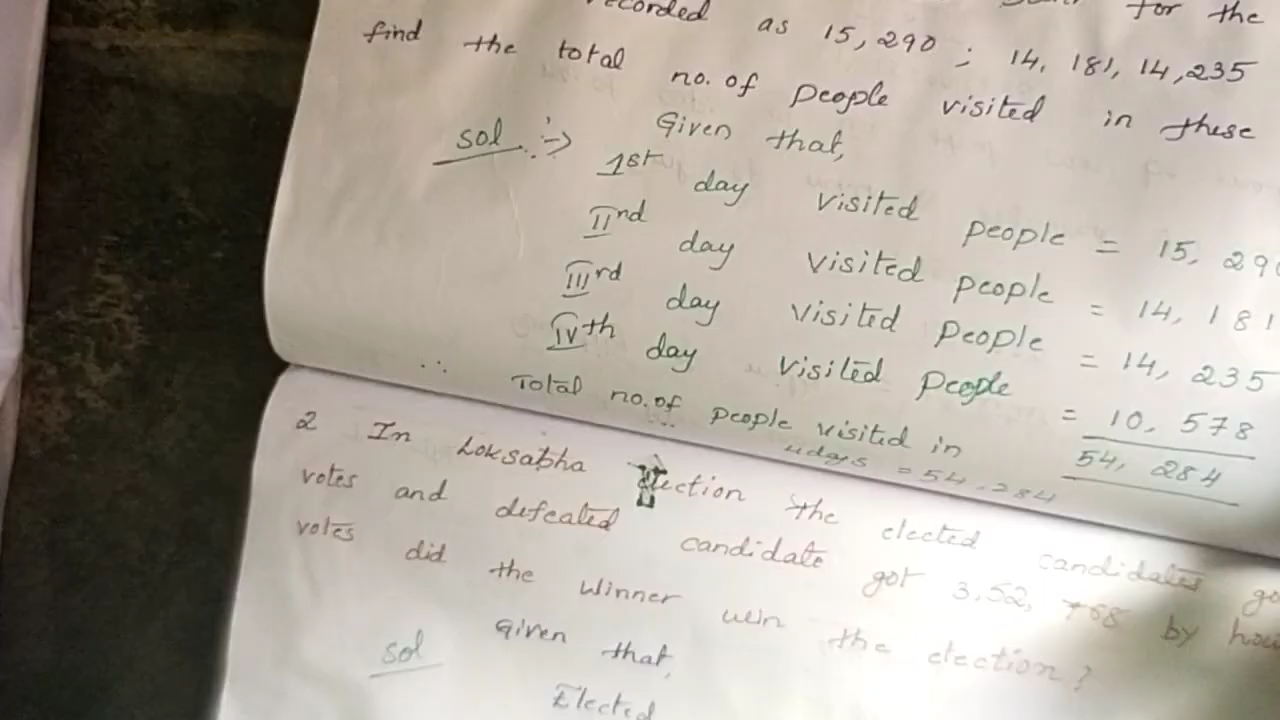 recorded as 15,290 ; 14, 181, 14,235 for the
find the total no. of people visited in these
sol :-> Given that,
1st day visited people = 15, 290
IInd day visited people = 14, 181
IIIrd day visited people = 14, 235
IVth day visited people = 10, 578
∴ Total no. of people visited in 54, 284
4days = 54,284
2 In Loksabha Election the elected candidates go
votes and defeated candidate got 3,52, 768 by how
votes did the winner win the election?
sol Given that,
Elected